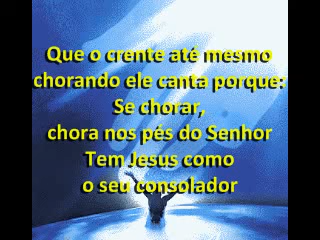 Que o crente até mesmo
chorando ele canta porque:
Se chorar,
chora nos pés do Senhor
Tem Jesus como
o seu consolador